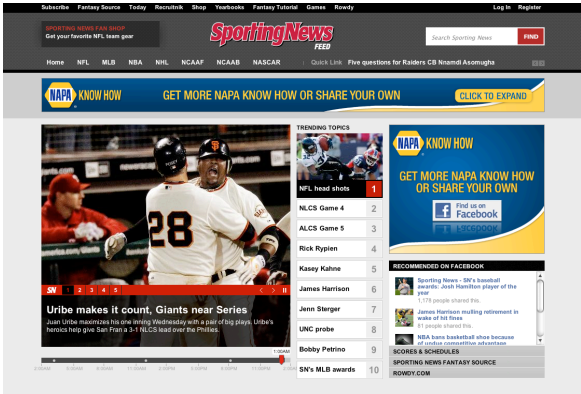 Subscribe Fantasy Source Today Recruitnik Shop Yearbooks Fantasy Tutorial Games Rowdy Log In Register
SPORTING NEWS FAN SHOP
Get your favorite NFL team gear
SportingNews
FEED
Search Sporting News FIND
Home NFL MLB NBA NHL NCAAF NCAAB NASCAR Quick Link Five questions for Raiders CB Nnamdi Asomugha
NAPA KNOW HOW GET MORE NAPA KNOW HOW OR SHARE YOUR OWN CLICK TO EXPAND
28
SN 1 2 3 4 5
Uribe makes it count, Giants near Series
Juan Uribe maximizes his one inning Wednesday with a pair of big plays. Uribe's
heroics help give San Fran a 3-1 NLCS lead over the Phillies.
1:00AM
TRENDING TOPICS
NFL head shots 1
NLCS Game 4 2
ALCS Game 5 3
Rick Rypien 4
Kasey Kahne 5
James Harrison 6
Jenn Sterger 7
UNC probe 8
Bobby Petrino 9
SN's MLB awards 10
NAPA KNOW HOW
GET MORE NAPA KNOW HOW
OR SHARE YOUR OWN
Find us on
Facebook
RECOMMENDED ON FACEBOOK
Sporting News - SN's baseball
awards: Josh Hamilton player of the
year
1,178 people shared this.
James Harrison mulling retirement in
wake of hit fines
61 people shared this.
NBA bans basketball shoe because
of undue competitive advantage
SCORES & SCHEDULES
SPORTING NEWS FANTASY SOURCE
ROWDY.COM